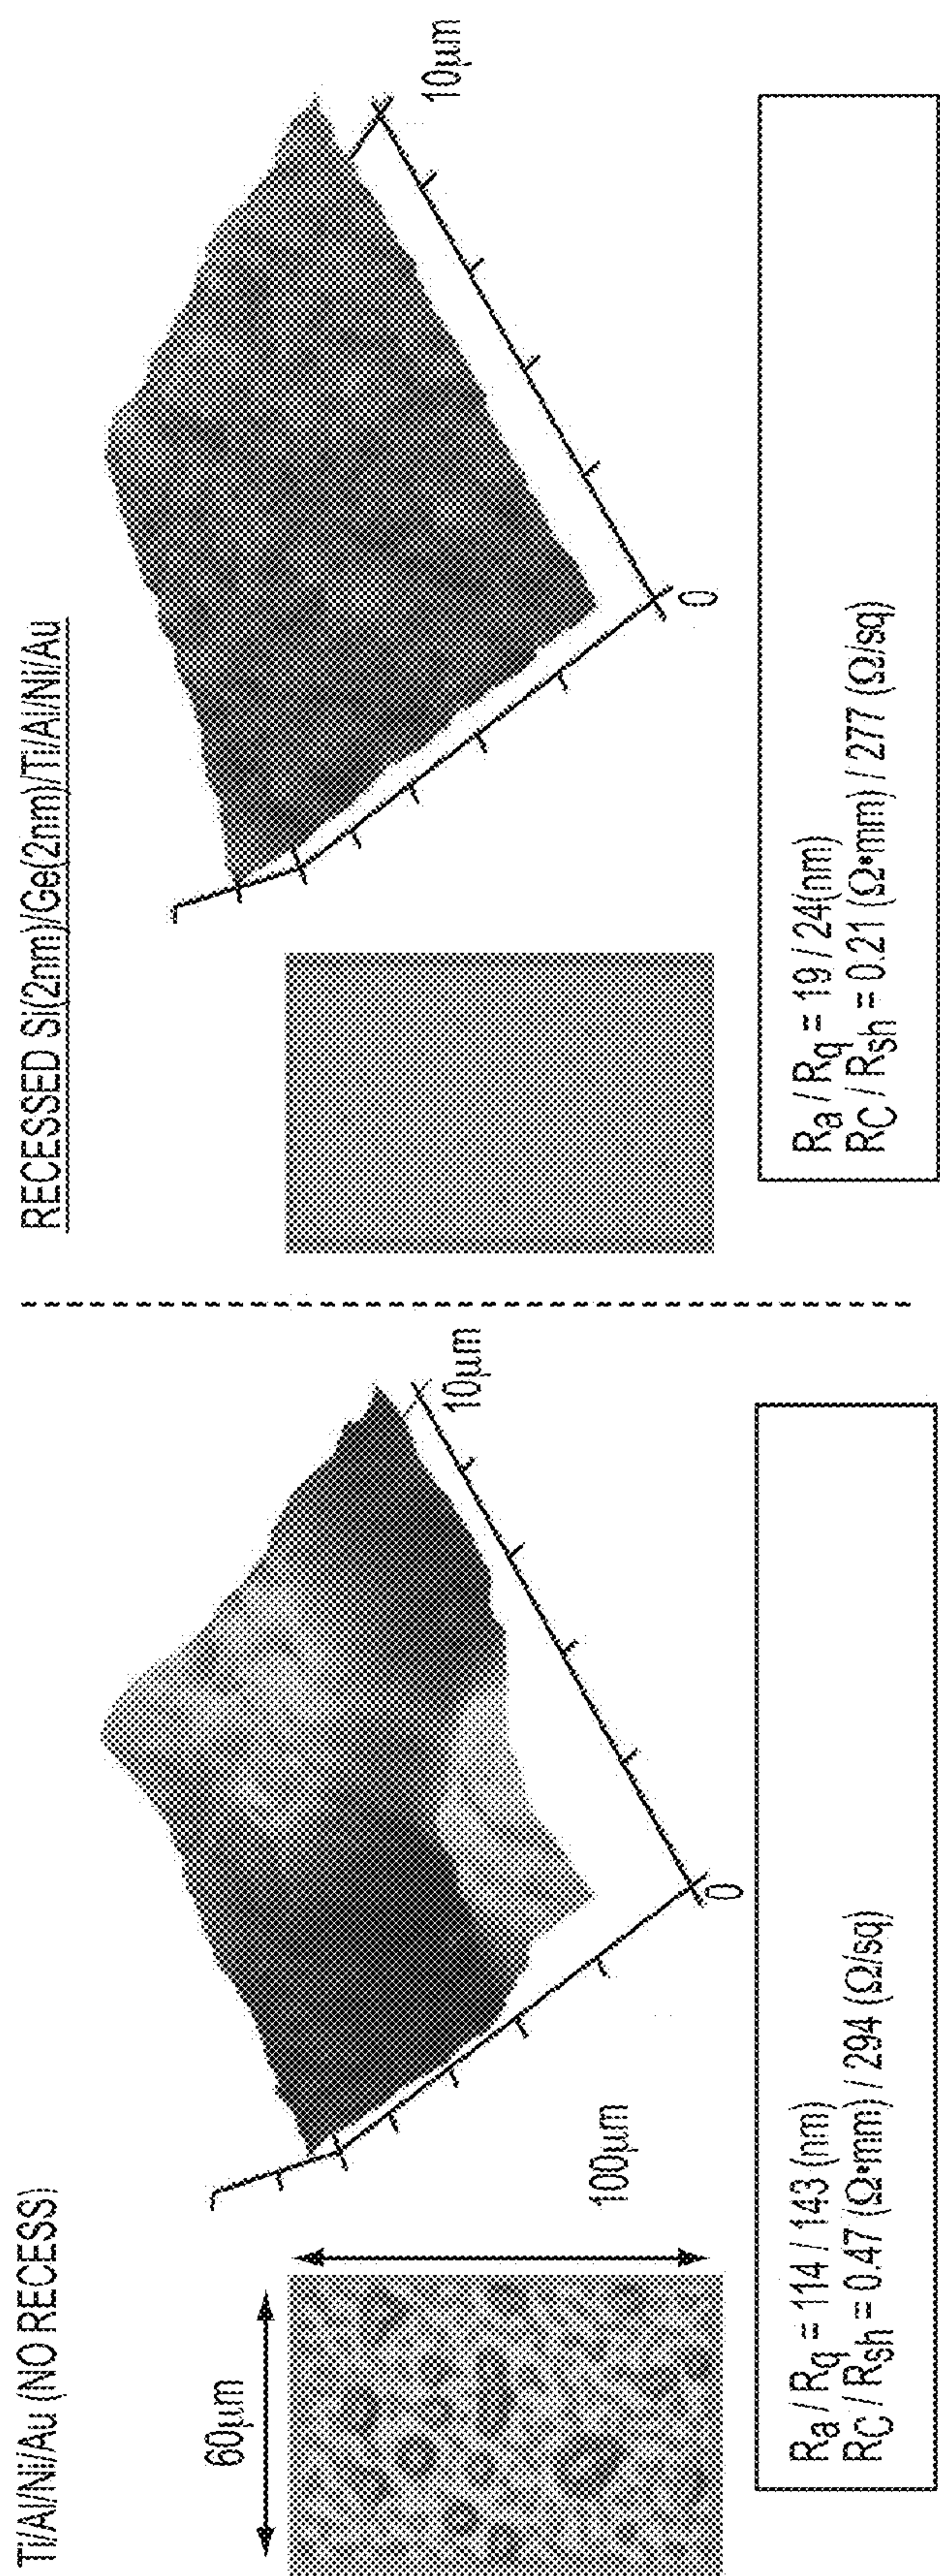 Ti/Al/Ni/Au (NO RECESS)
60μm
100μm
0
10μm
Ra / Rq = 114 / 143 (nm)
RC / Rsh = 0.47 (Ω•mm) / 294 (Ω/sq)
RECESSED Si(2nm)/Ge(2nm)/Ti/Al/Ni/Au
0
10μm
Ra / Rq = 19 / 24(nm)
RC / Rsh = 0.21 (Ω•mm) / 277 (Ω/sq)